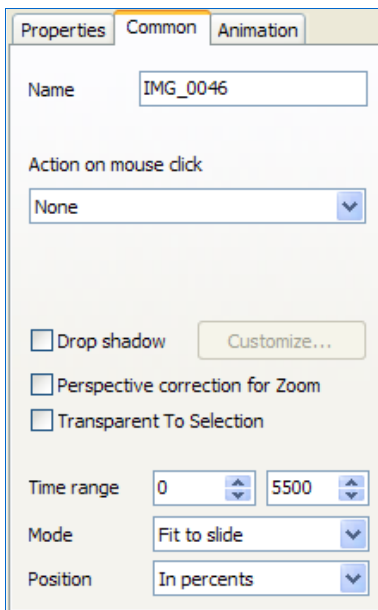 Properties Common Animation
Name IMG_0046
Action on mouse click
None
Drop shadow Customize...
Perspective correction for Zoom
Transparent To Selection
Time range 0 5500
Mode Fit to slide
Position In percents